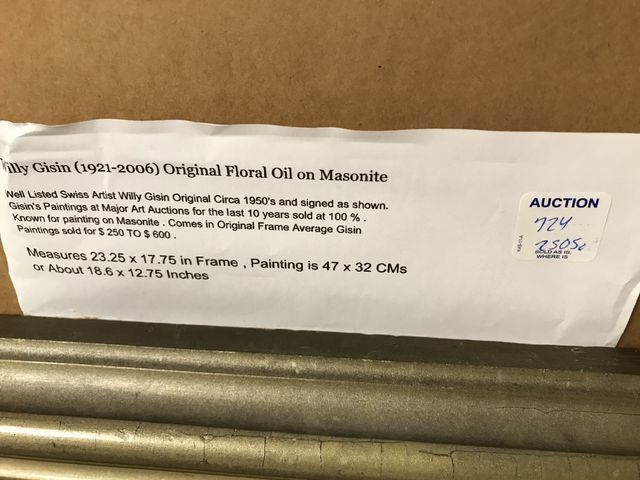 Willy Gisin (1921-2006) Original Floral Oil on Masonite
Well Listed Swiss Artist Willy Gisin Original Circa 1950's and signed as shown.
Gisin's Paintings at Major Art Auctions for the last 10 years sold at 100 % .
Known for painting on Masonite . Comes in Original Frame Average Gisin
Paintings sold for $ 250 TO $ 600 .
Measures 23.25 x 17.75 in Frame , Painting is 47 x 32 CMs
or About 18.6 x 12.75 Inches
AUCTION
724
SOLD AS IS,
WHERE IS